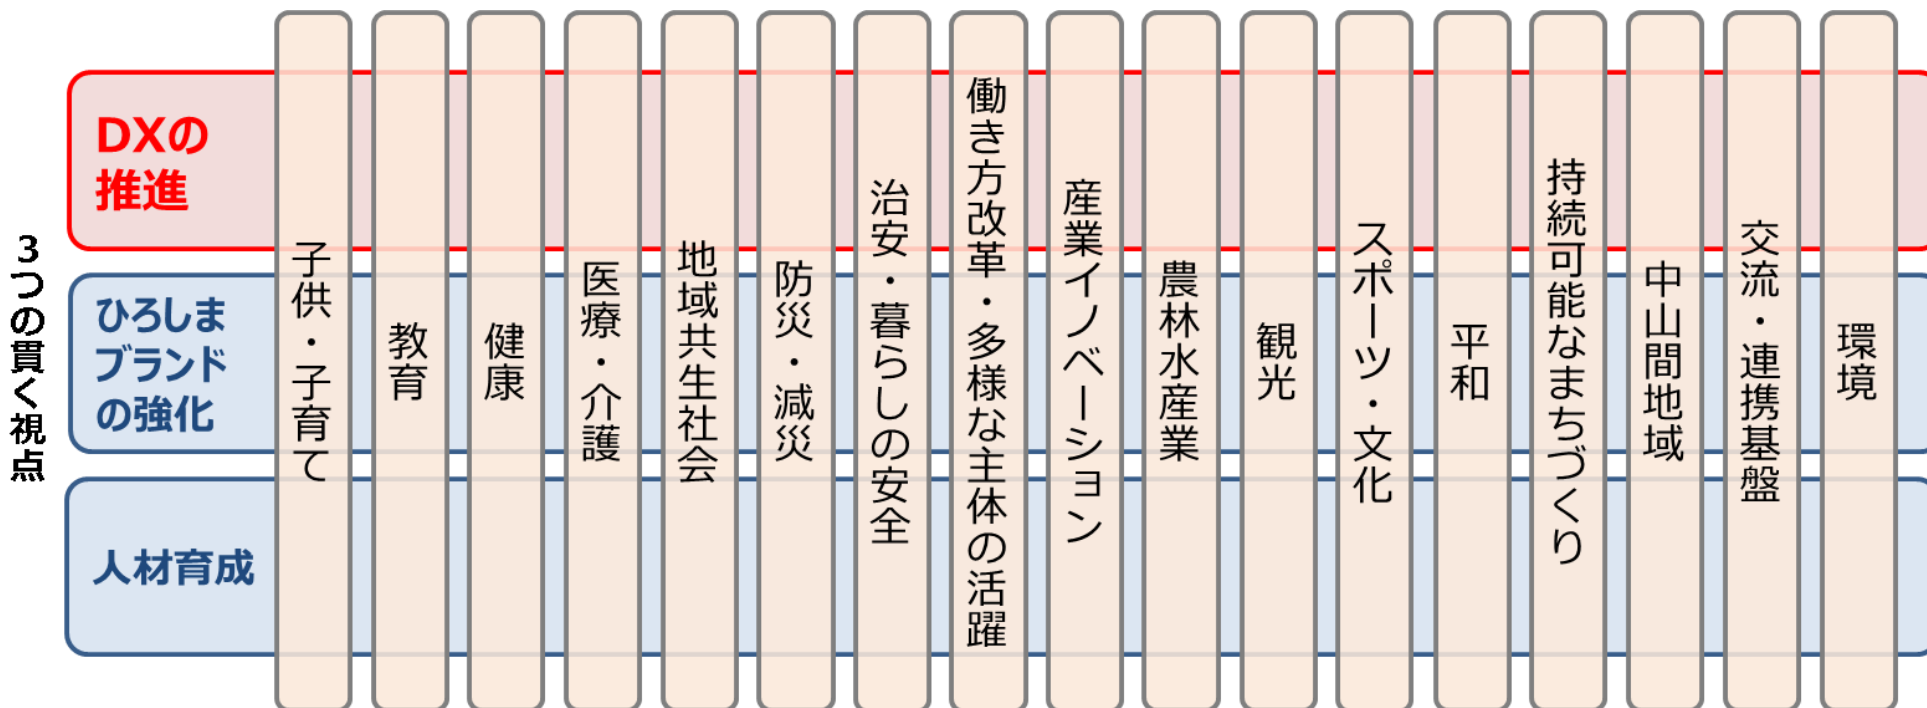 3つの貫く視点
DXの
推進
ひろしま
ブランド
の強化
人材育成
子供・子育て
教育
健康
医療・介護
地域共生社会
防災・減災
治安・暮らしの安全
働き方改革・多様な主体の活躍
産業イノベーション
農林水産業
観光
スポーツ・文化
平和
持続可能なまちづくり
中山間地域
交流・連携基盤
環境